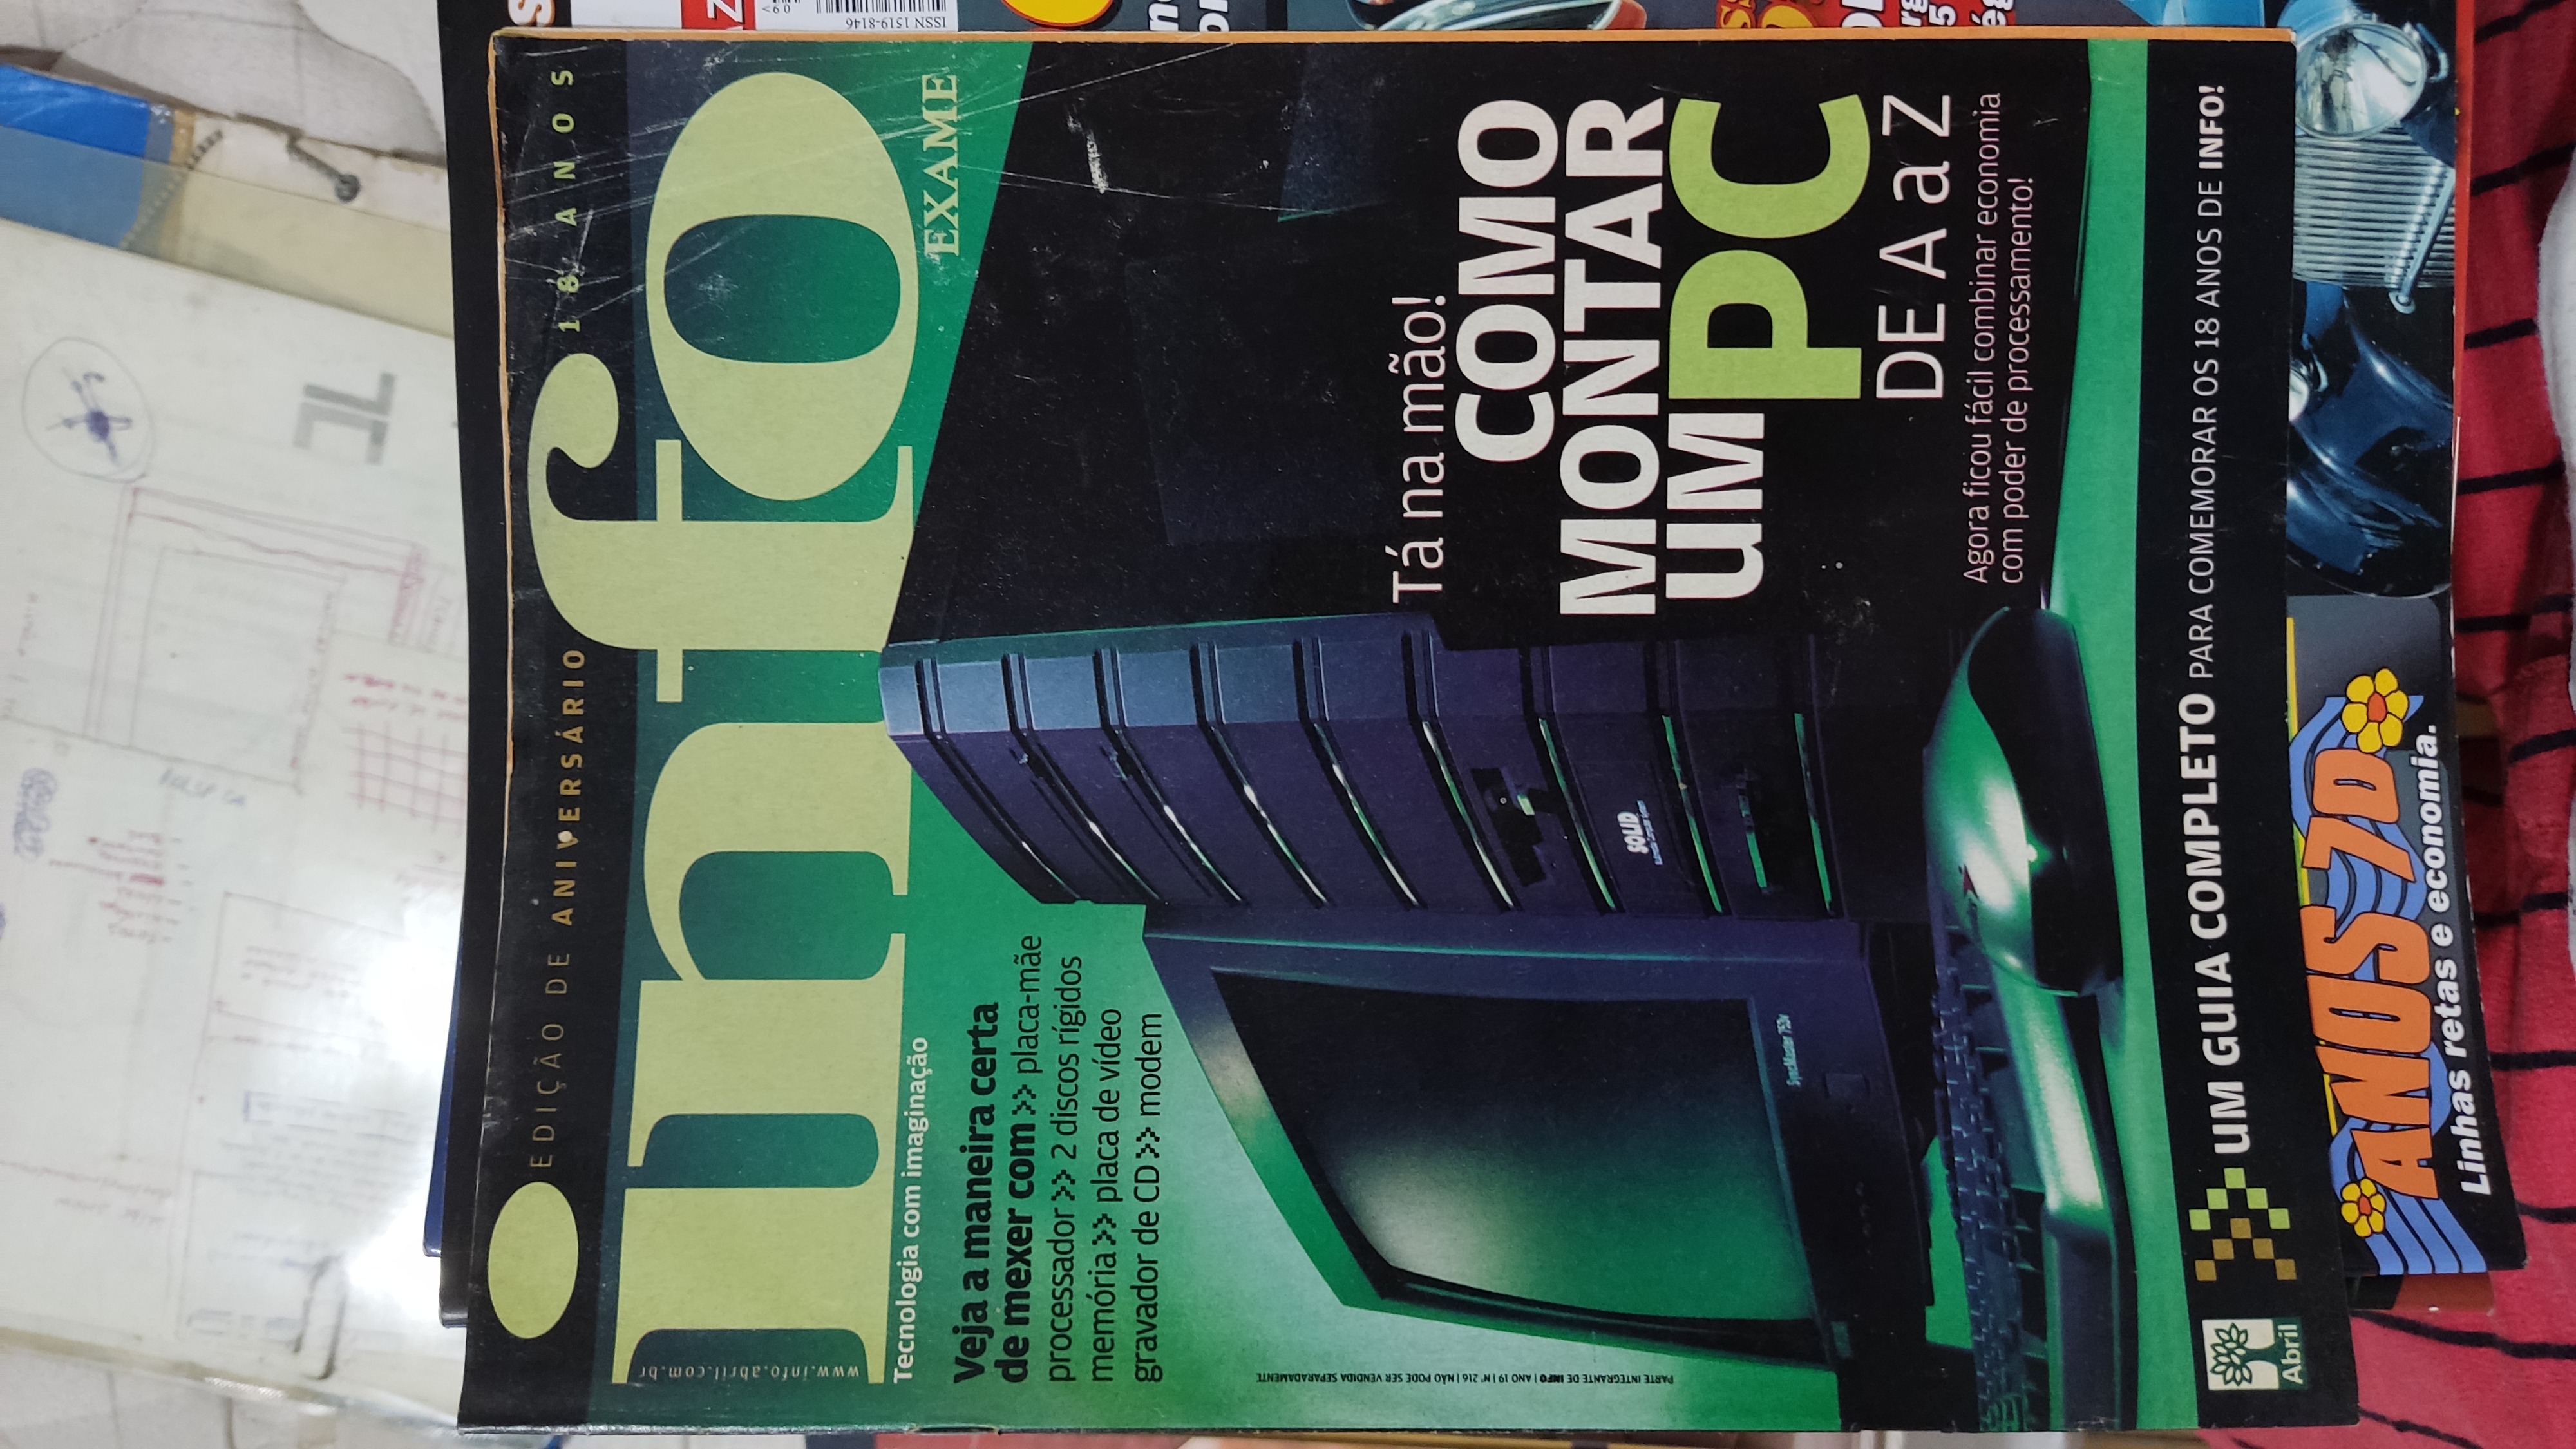 EDIÇÃO DE ANIVERSÁRIO 18 ANOS
www.info.abril.com.br
info
EXAME
Tecnologia com imaginação
Veja a maneira certa
de mexer com >> placa-mãe
processador >> 2 discos rígidos
memória >> placa de vídeo
gravador de CD >> modem
PARTE INTEGRANTE DE INFO | ANO 19 | Nº 216 | NÃO PODE SER VENDIDA SEPARADAMENTE
SyncMaster 753v
SOLID
Tá na mão!
COMO
MONTAR
UM PC
DE A a Z
Agora ficou fácil combinar economia
com poder de processamento!
UM GUIA COMPLETO PARA COMEMORAR OS 18 ANOS DE INFO!
Abril
ANOS 70
Linhas retas e economia.
ISSN 1519-8146
09>